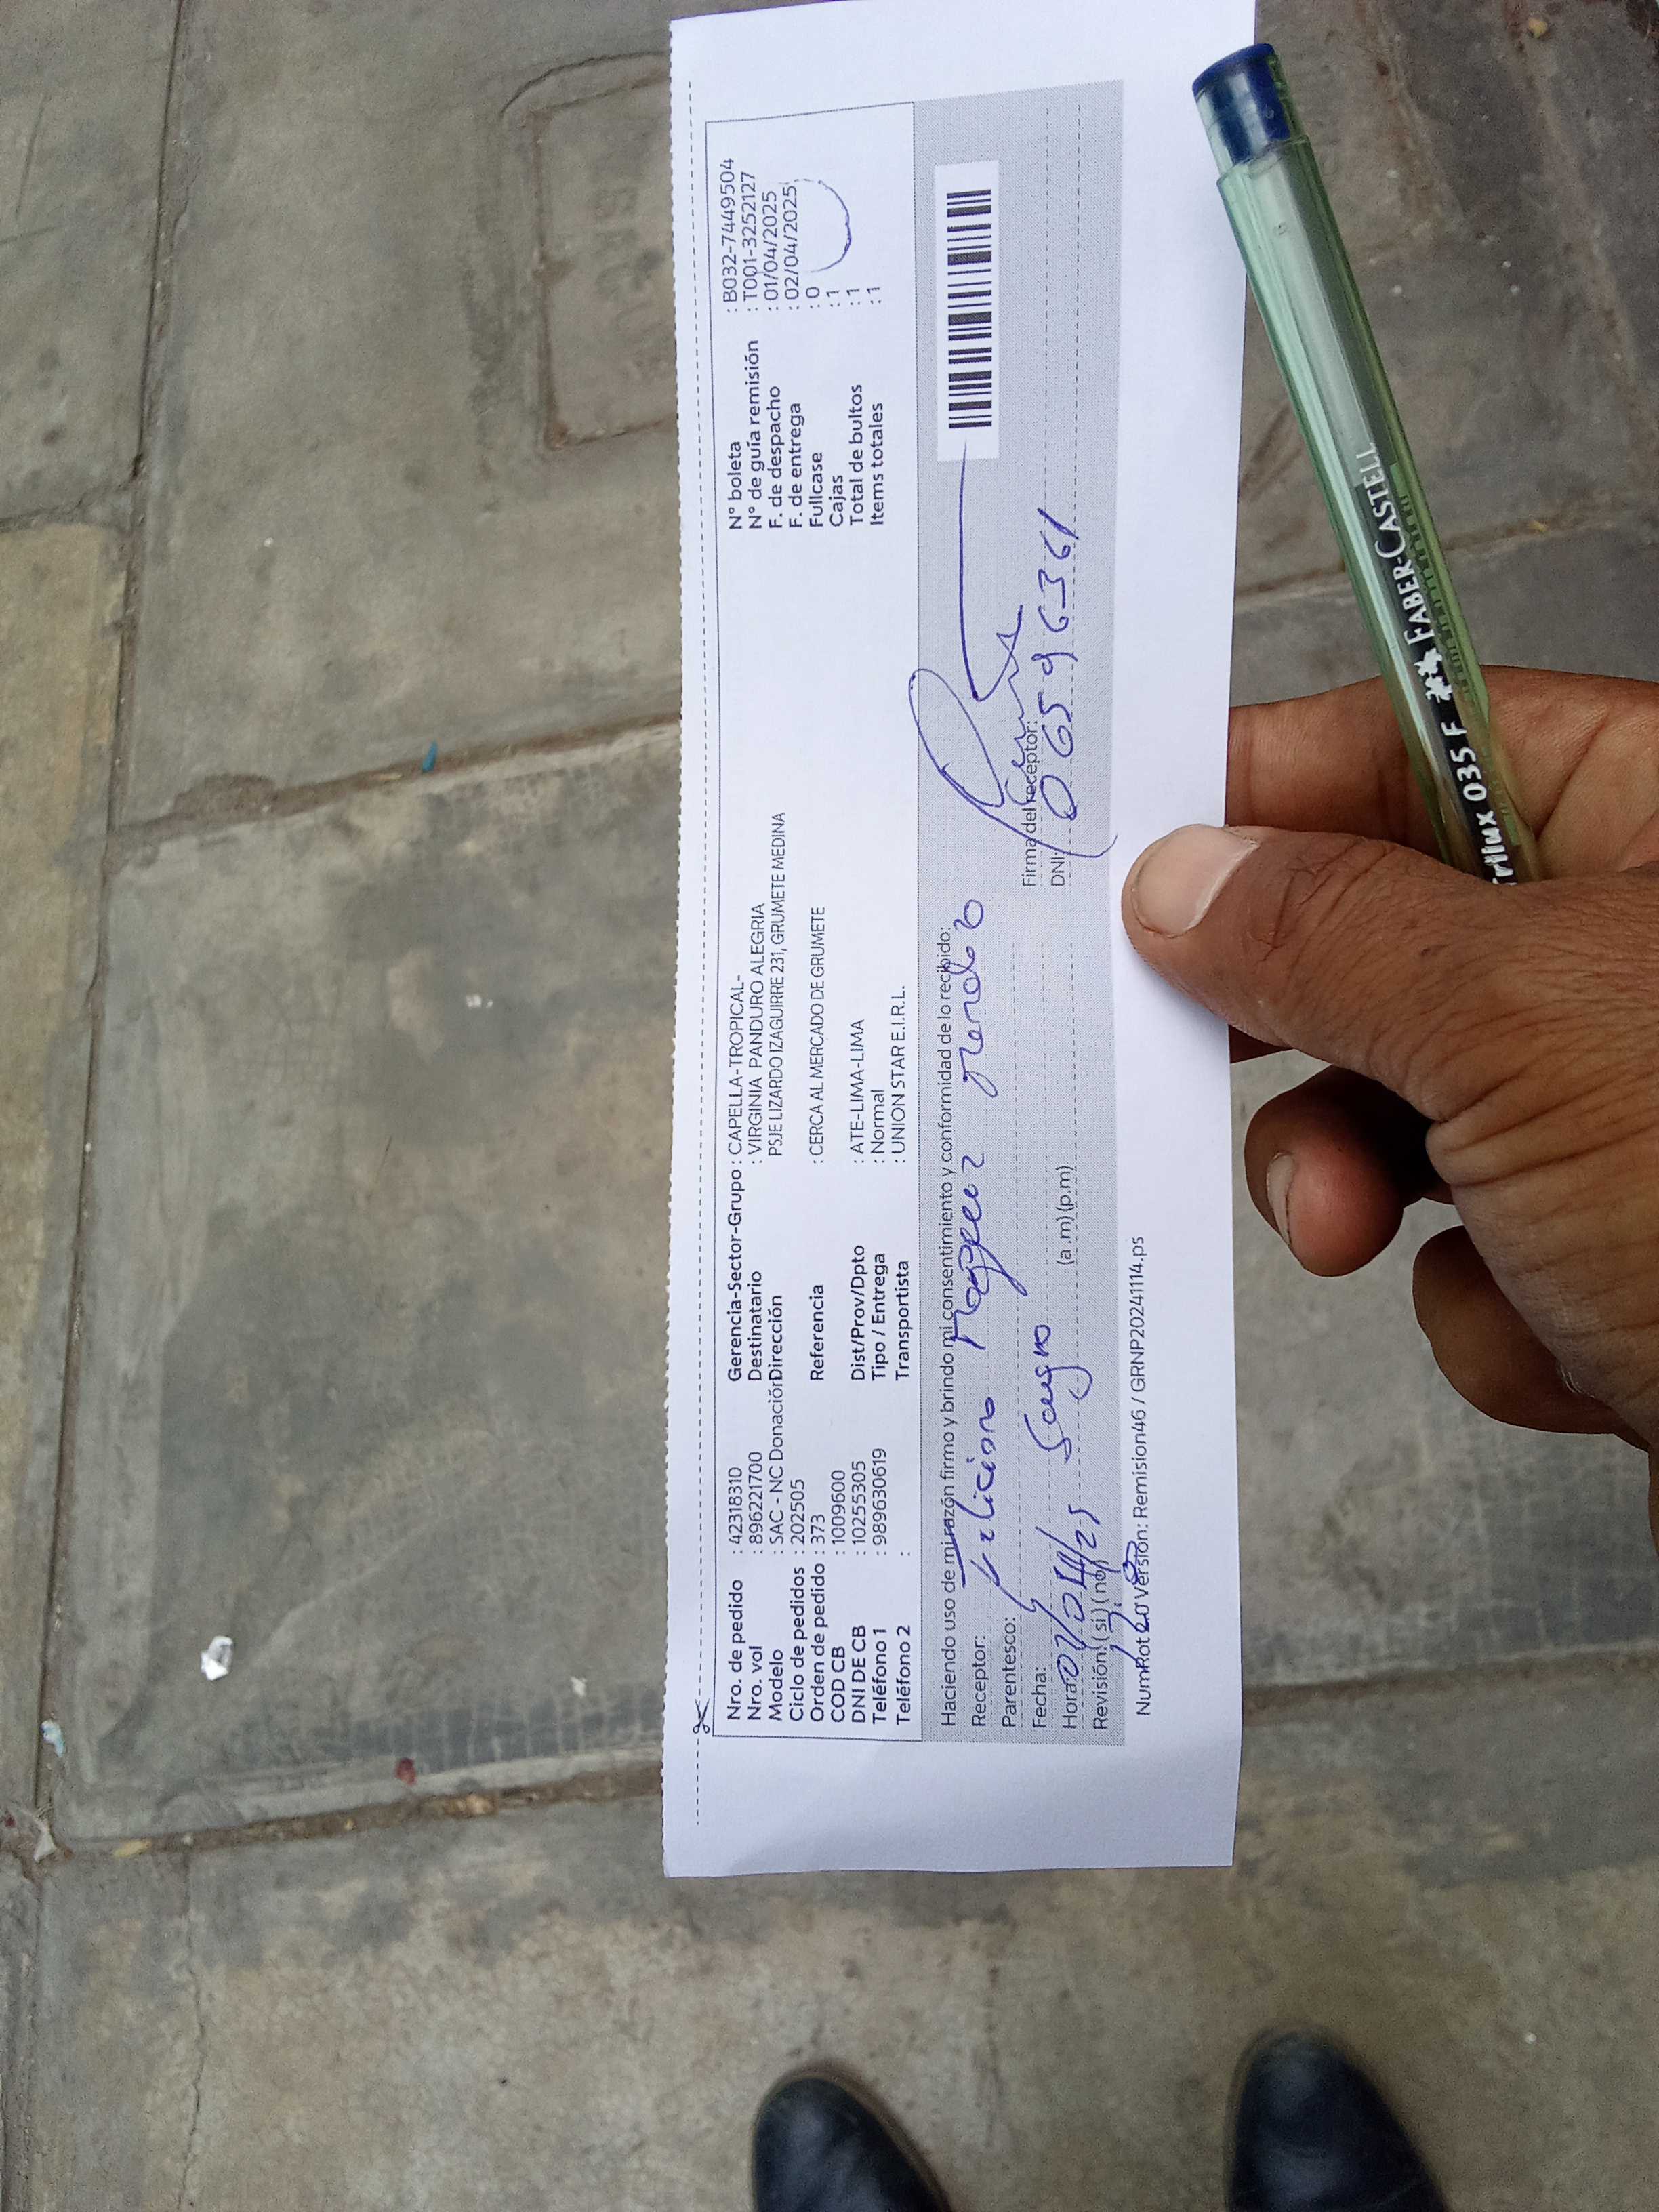 Nro. de pedido : 42318310 Gerencia-Sector-Grupo : CAPELLA-TROPICAL- N° boleta : B032-7449504
Nro. vol : 896221700 Destinatario : VIRGINIA PANDURO ALEGRIA N° de guía remisión : T001-3252127
Modelo : SAC - NC Donación Dirección PSJE LIZARDO IZAGUIRRE 231, GRUMETE MEDINA F. de despacho : 01/04/2025
Ciclo de pedidos : 202505 F. de entrega : 02/04/2025
Orden de pedido : 373 Referencia : CERCA AL MERCADO DE GRUMETE Fullcase : 0
COD CB : 1009600 Cajas : 1
DNI DE CB : 10255305 Dist/Prov/Dpto : ATE-LIMA-LIMA Total de bultos : 1
Teléfono 1 : 989630619 Tipo / Entrega : Normal Items totales : 1
Teléfono 2 : Transportista : UNION STAR E.I.R.L.
Haciendo uso de mi razón firmo y brindo mi consentimiento y conformidad de lo recibido:
Receptor:
Parentesco: Firma del receptor:
Fecha: DNI: 06596361
Hora: (a.m) (p.m)
Revisión: (si) (no)
NumRot Versión: Remision46 / GRNP20241114.ps
Trilux 035 F FABER-CASTELL